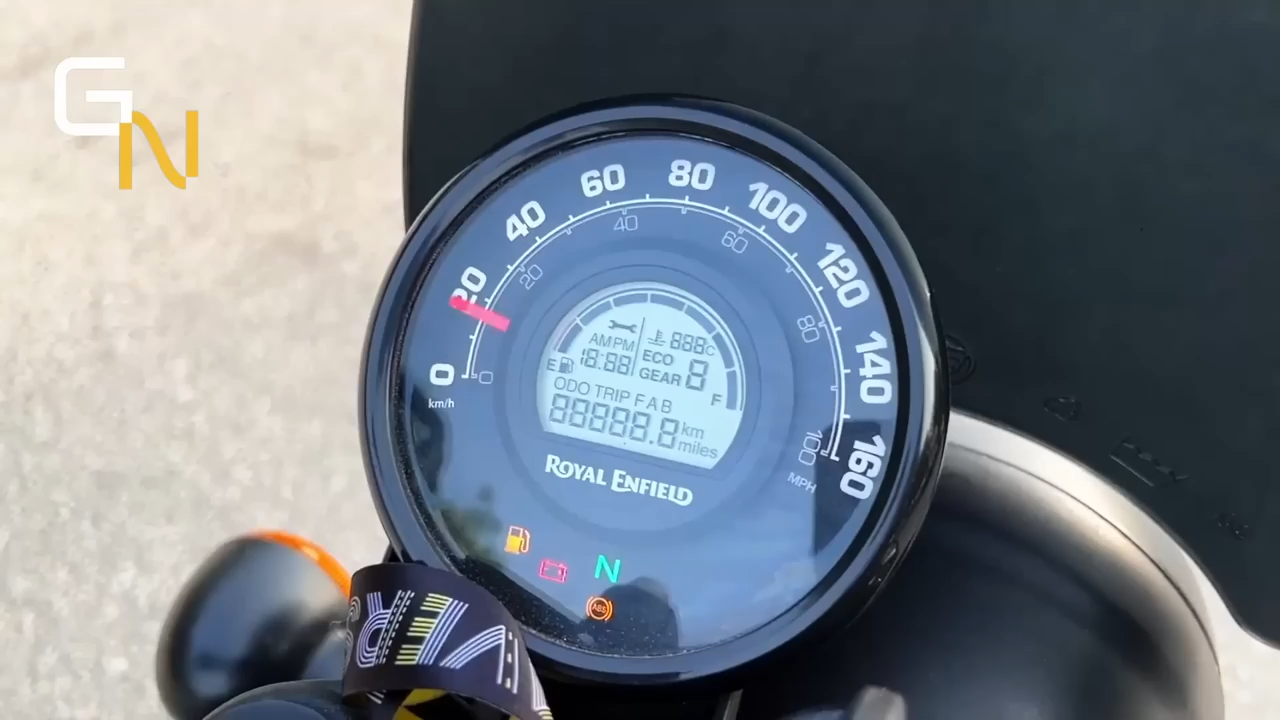 GN
0 20 40 60 80 100 120 140 160
km/h
0 20 40 60 80 100
MPH
AM PM
18:88
888C
ECO
GEAR 8
E
F
ODO TRIP F A B
88888.8 km
miles
ROYAL ENFIELD
N
ABS